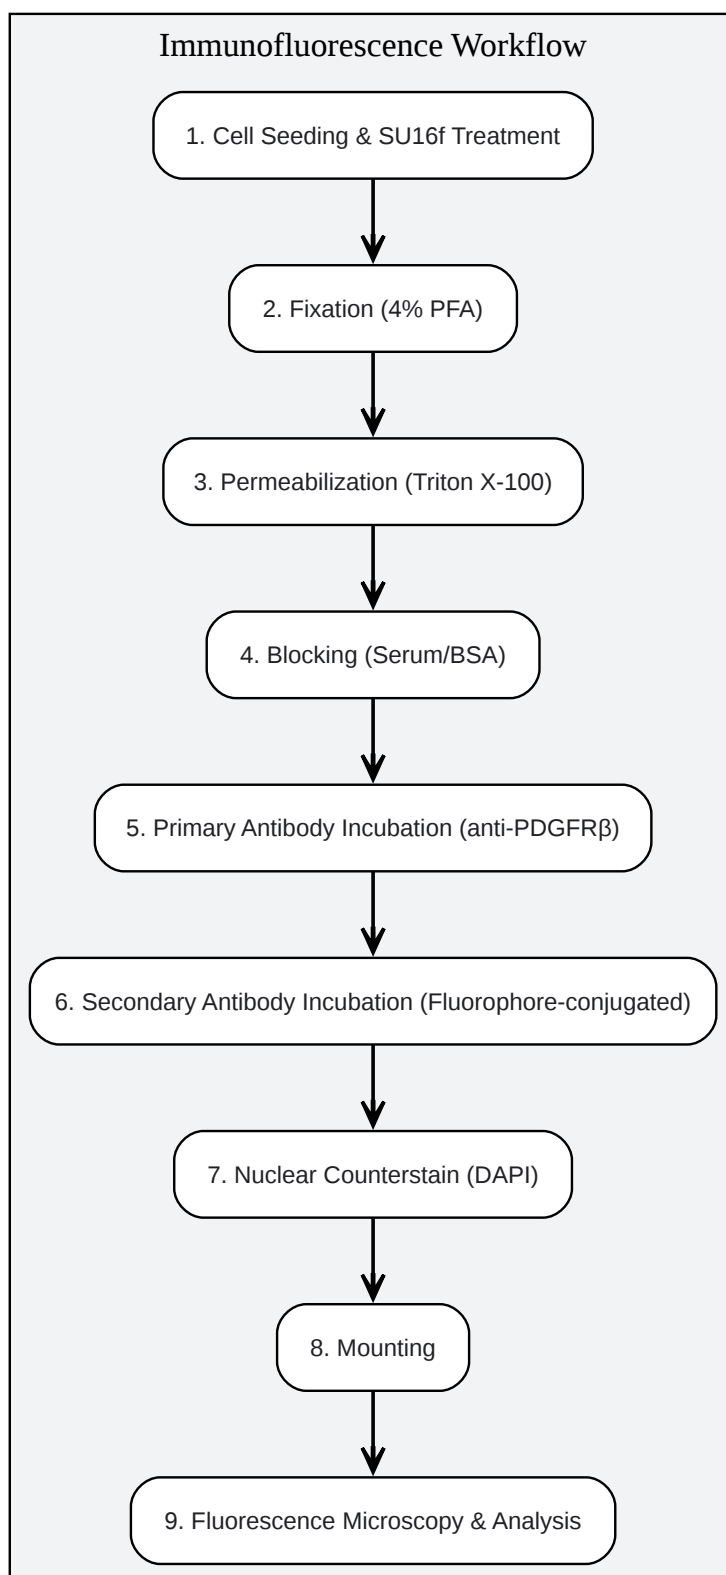 Immunofluorescence Workflow
1. Cell Seeding & SU16f Treatment
2. Fixation (4% PFA)
3. Permeabilization (Triton X-100)
4. Blocking (Serum/BSA)
5. Primary Antibody Incubation (anti-PDGFRβ)
6. Secondary Antibody Incubation (Fluorophore-conjugated)
7. Nuclear Counterstain (DAPI)
8. Mounting
9. Fluorescence Microscopy & Analysis